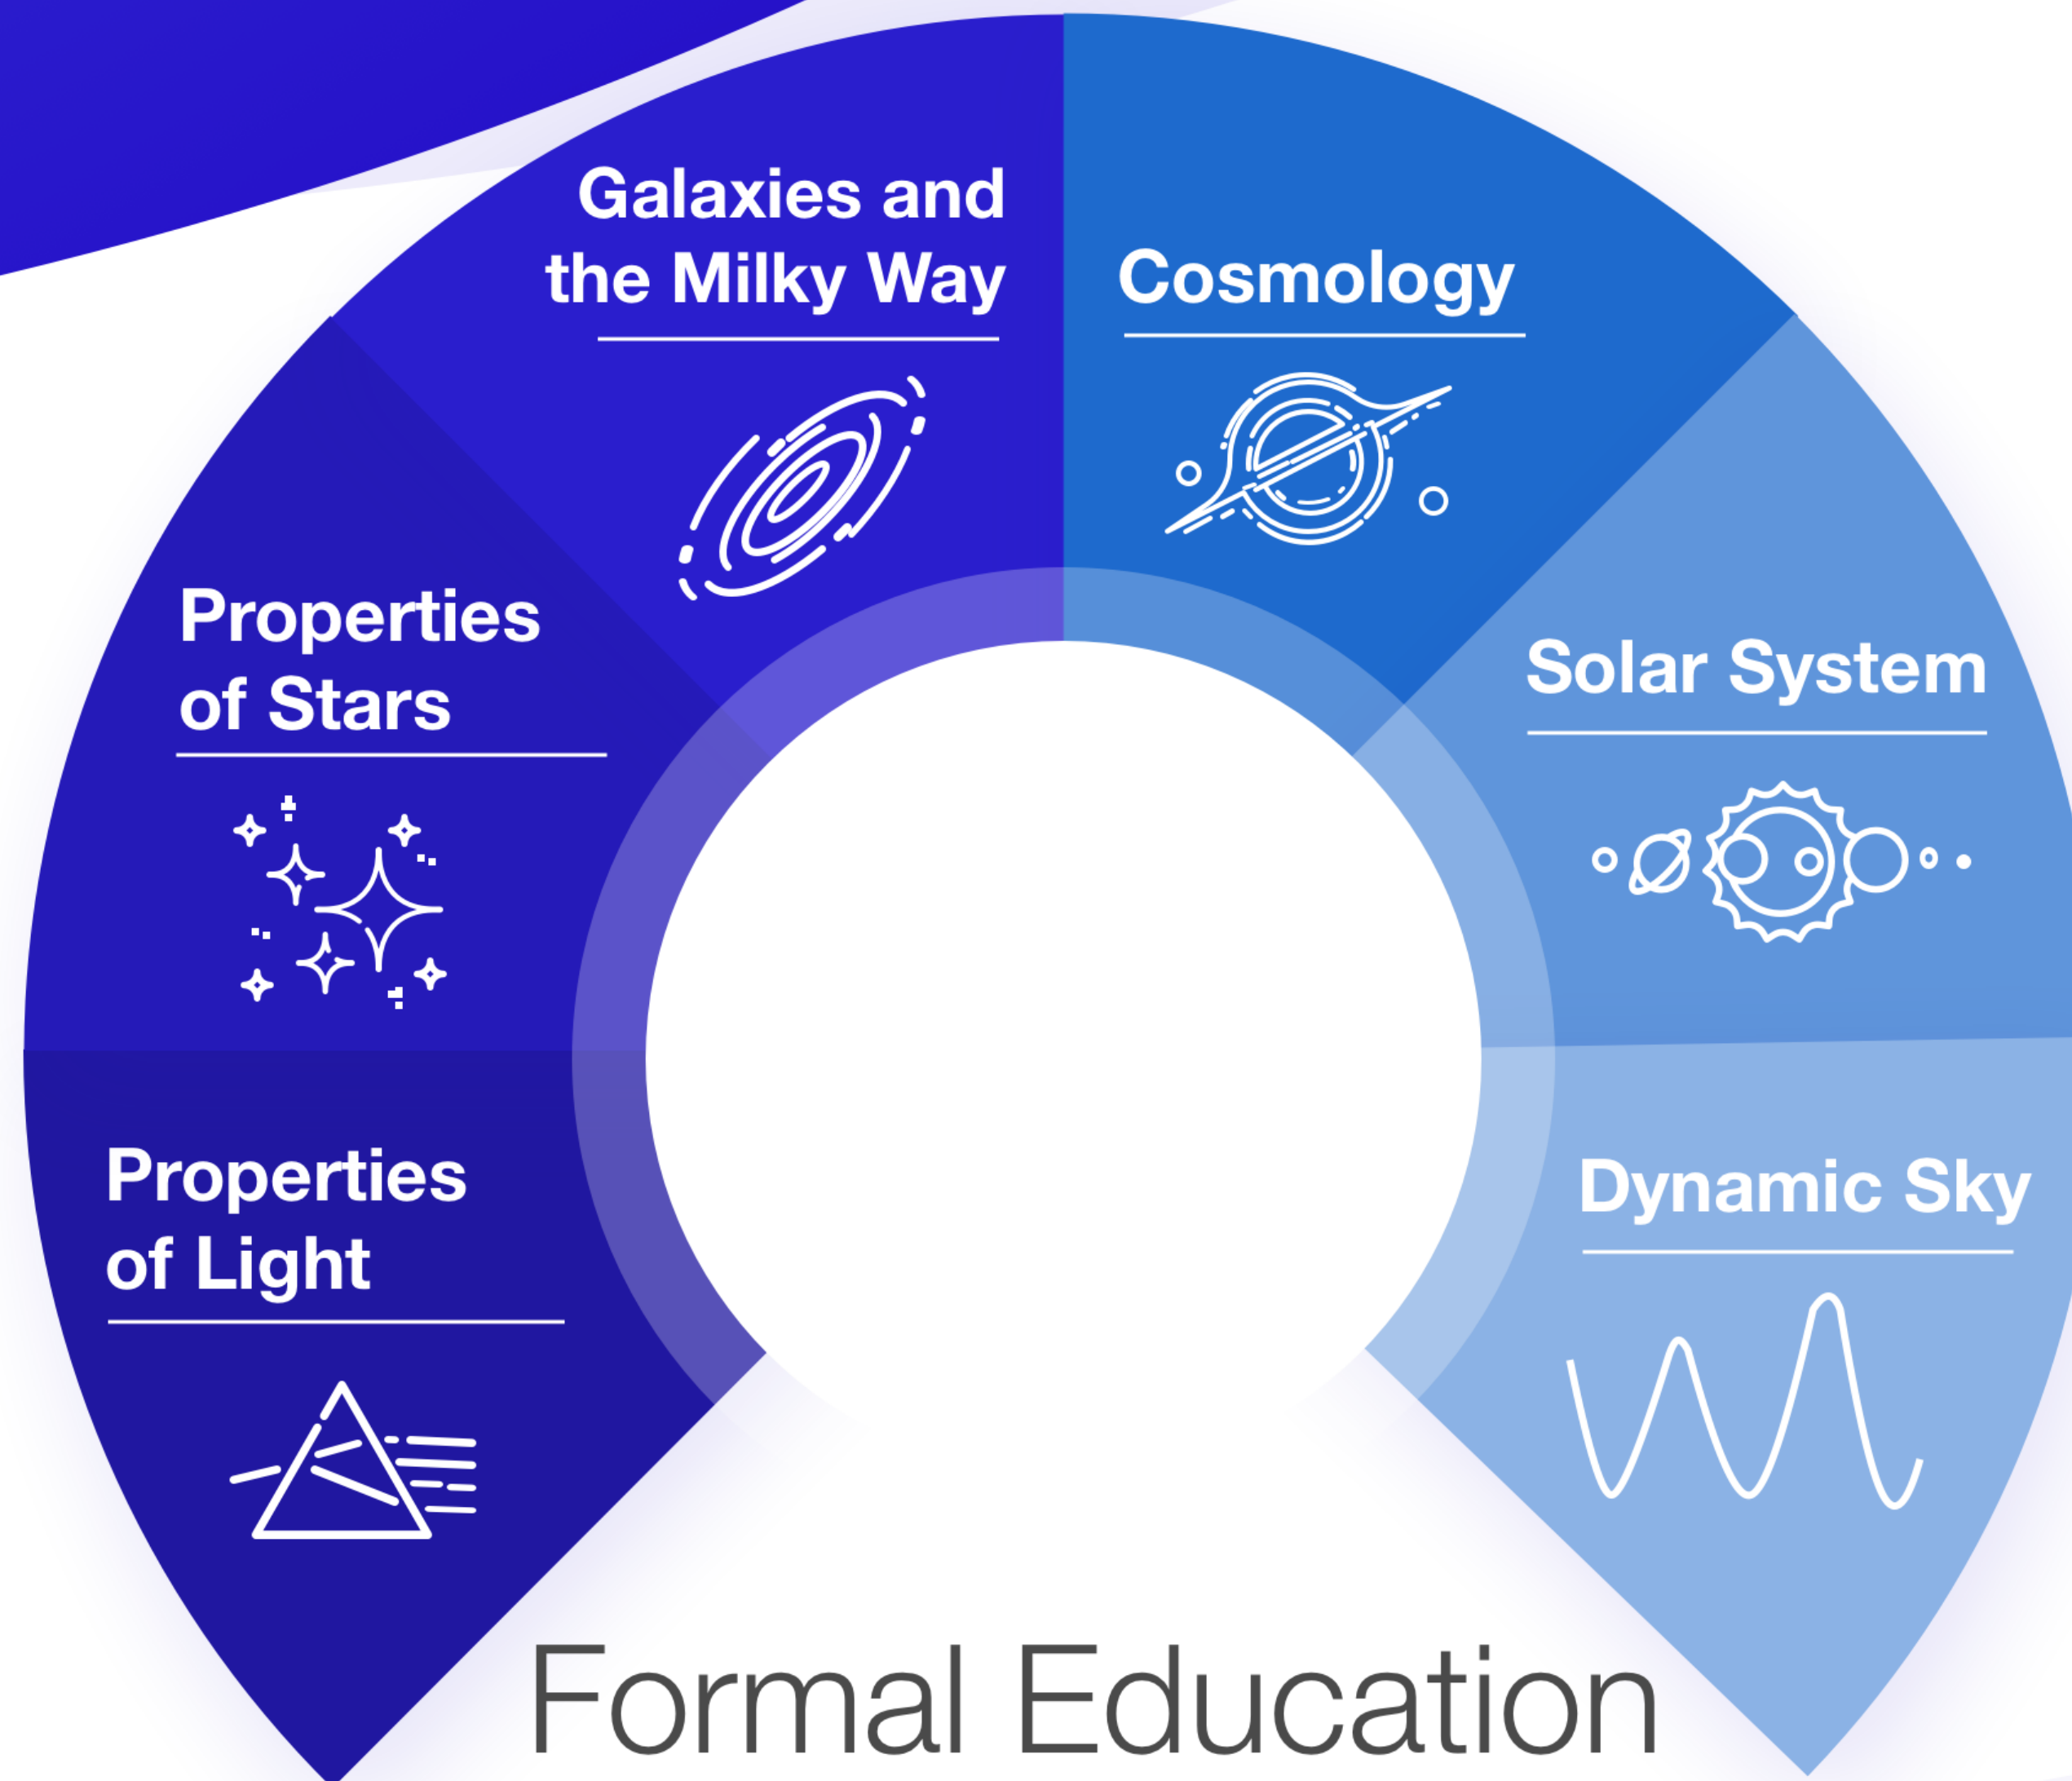 Galaxies and
the Milky Way
Cosmology
Properties
of Stars
Solar System
Properties
of Light
Dynamic Sky
Formal Education